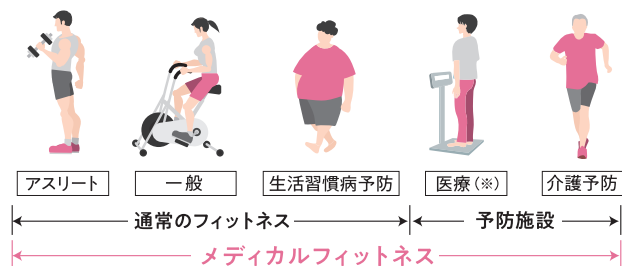 アスリート
一般
生活習慣病予防
医療(※)
介護予防
通常のフィットネス
予防施設
メディカルフィットネス